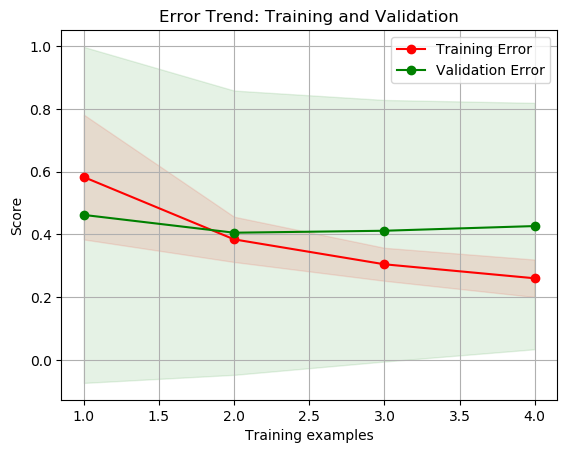 Error Trend: Training and Validation
Training Error
Validation Error
Score
1.0
0.8
0.6
0.4
0.2
0.0
1.0 1.5 2.0 2.5 3.0 3.5 4.0
Training examples